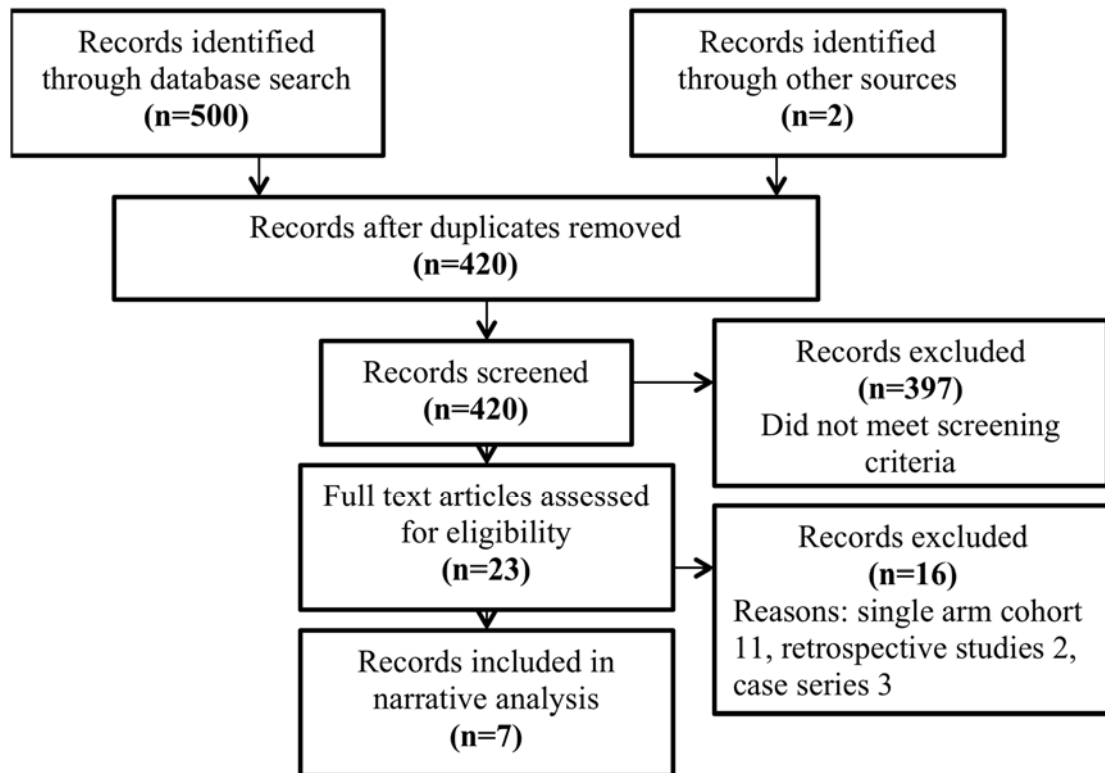 Records identified
through database search
(n=500)
Records identified
through other sources
(n=2)
Records after duplicates removed
(n=420)
Records screened
(n=420)
Records excluded
(n=397)
Did not meet screening
criteria
Full text articles assessed
for eligibility
(n=23)
Records excluded
(n=16)
Reasons: single arm cohort
11, retrospective studies 2,
case series 3
Records included in
narrative analysis
(n=7)